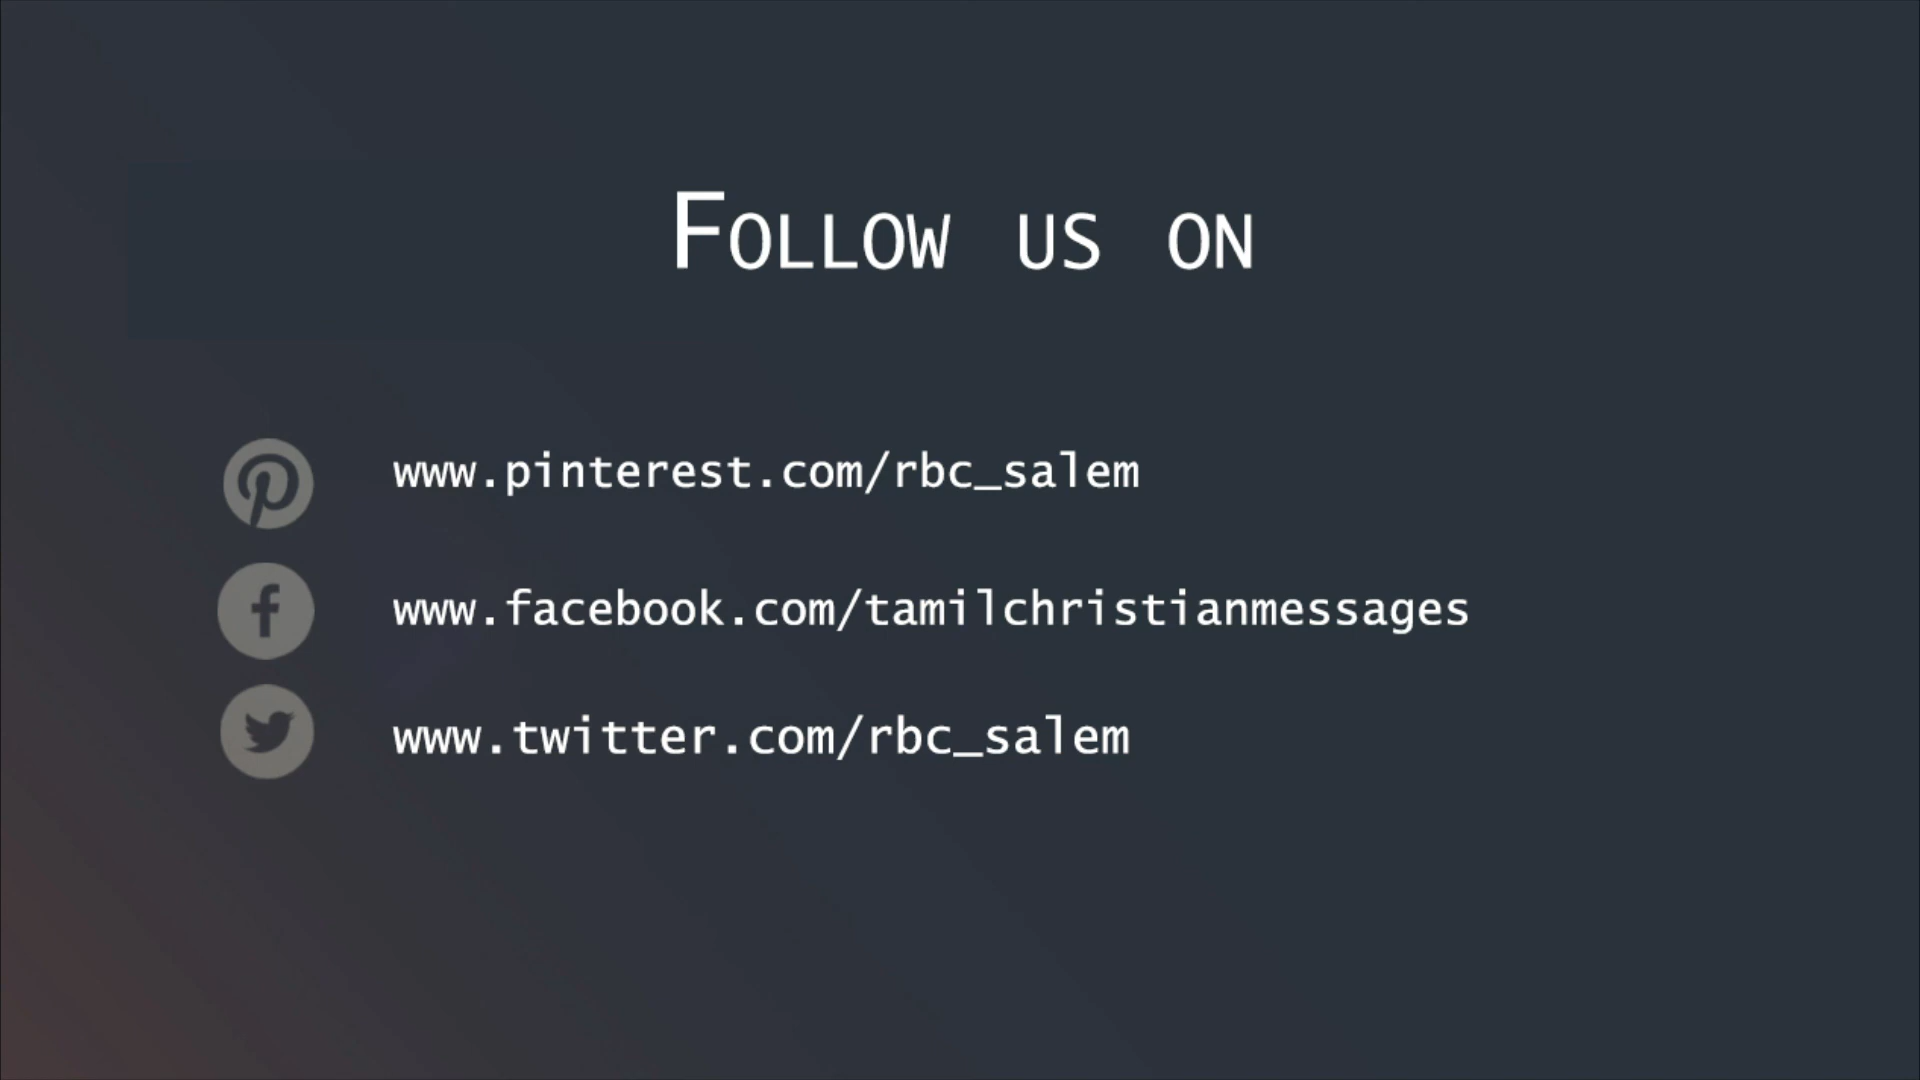 Follow us on
www.pinterest.com/rbc_salem
www.facebook.com/tamilchristianmessages
www.twitter.com/rbc_salem